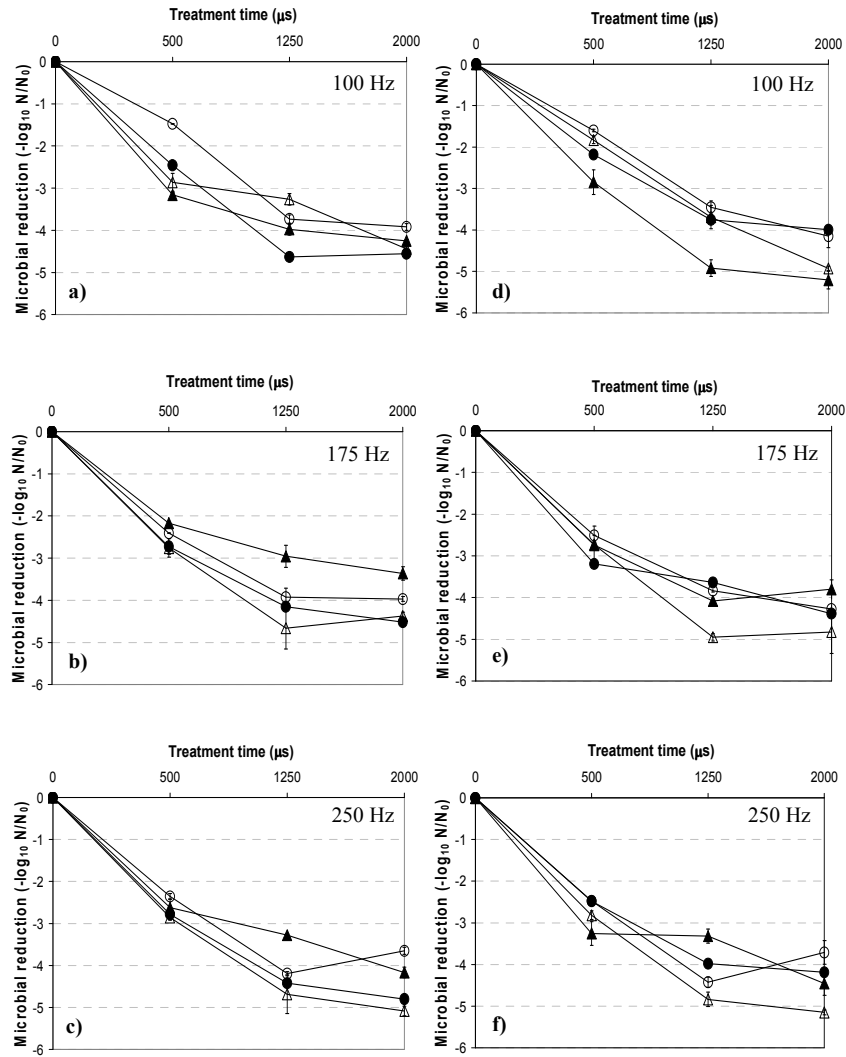 Treatment time (μs)
0 500 1250 2000
Microbial reduction (-log10 N/N0)
0
-1
-2
-3
-4
-5
-6
100 Hz
a)
Treatment time (μs)
0 500 1250 2000
Microbial reduction (-log10 N/N0)
0
-1
-2
-3
-4
-5
-6
100 Hz
d)
Treatment time (μs)
0 500 1250 2000
Microbial reduction (-log10 N/N0)
0
-1
-2
-3
-4
-5
-6
175 Hz
b)
Treatment time (μs)
0 500 1250 2000
Microbial reduction (-log10 N/N0)
0
-1
-2
-3
-4
-5
-6
175 Hz
e)
Treatment time (μs)
0 500 1250 2000
Microbial reduction (-log10 N/N0)
0
-1
-2
-3
-4
-5
-6
250 Hz
c)
Treatment time (μs)
0 500 1250 2000
Microbial reduction (-log10 N/N0)
0
-1
-2
-3
-4
-5
-6
250 Hz
f)